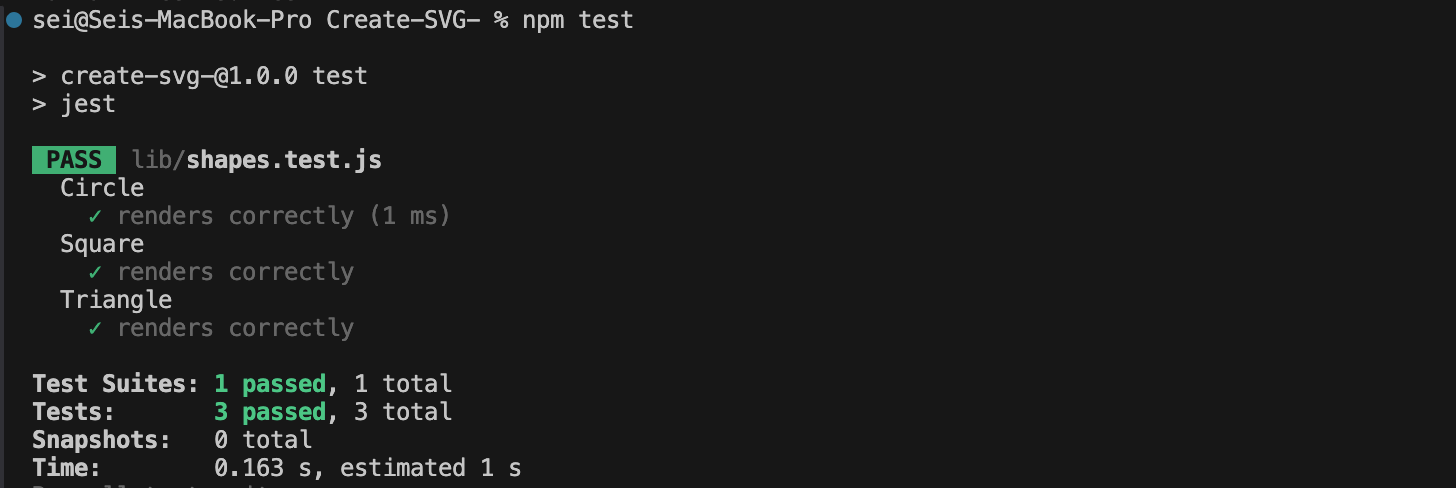 sei@Seis-MacBook-Pro Create-SVG- % npm test
> create-svg-@1.0.0 test
> jest
PASS lib/shapes.test.js
Circle
✓ renders correctly (1 ms)
Square
✓ renders correctly
Triangle
✓ renders correctly
Test Suites: 1 passed, 1 total
Tests: 3 passed, 3 total
Snapshots: 0 total
Time: 0.163 s, estimated 1 s